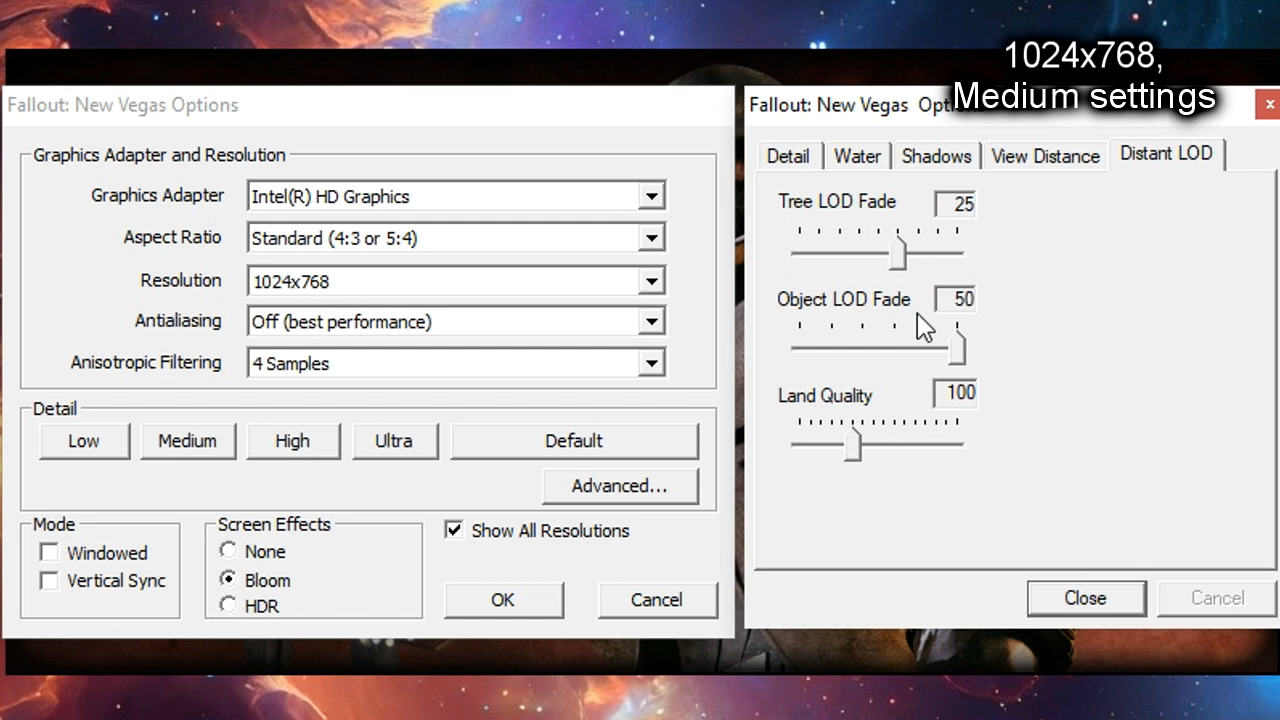 1024x768,
Medium settings
Fallout: New Vegas Options
Graphics Adapter and Resolution
Graphics Adapter
Intel(R) HD Graphics
Aspect Ratio
Standard (4:3 or 5:4)
Resolution
1024x768
Antialiasing
Off (best performance)
Anisotropic Filtering
4 Samples
Detail
Low
Medium
High
Ultra
Default
Advanced...
Mode
Windowed
Vertical Sync
Screen Effects
None
Bloom
HDR
Show All Resolutions
OK
Cancel
Fallout: New Vegas
Detail
Water
Shadows
View Distance
Distant LOD
Tree LOD Fade
25
Object LOD Fade
50
Land Quality
100
Close
Cancel